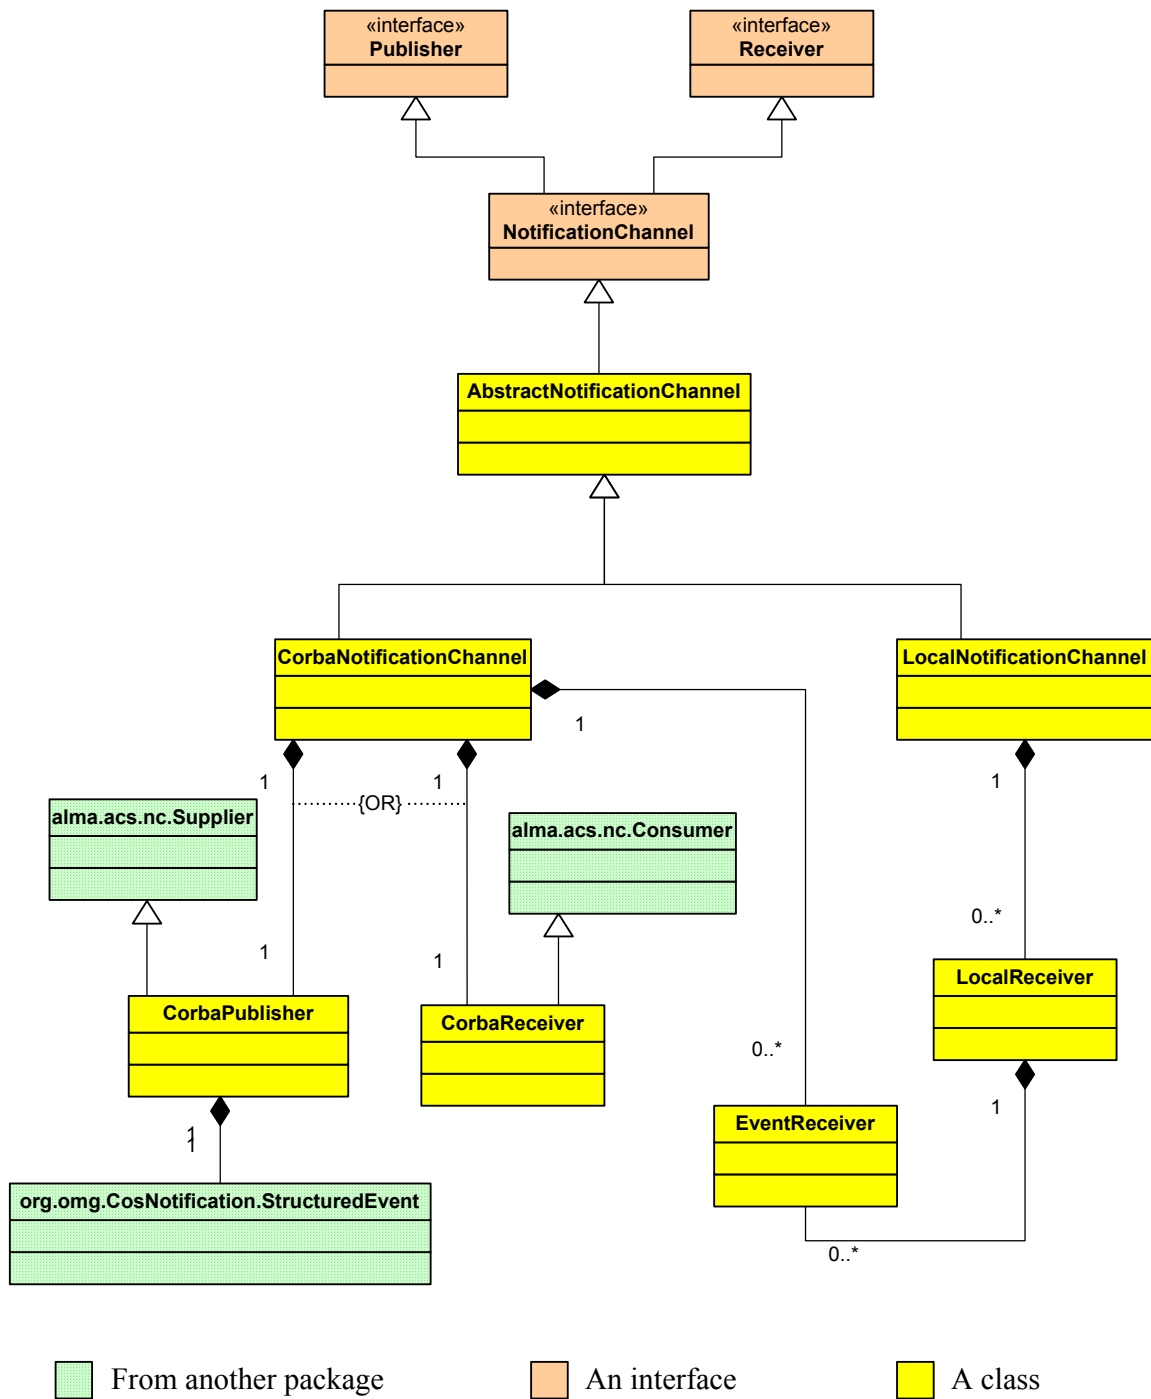 «interface»
Publisher
«interface»
Receiver
«interface»
NotificationChannel
AbstractNotificationChannel
CorbaNotificationChannel
LocalNotificationChannel
1
1
1
1
{OR}
alma.acs.nc.Supplier
alma.acs.nc.Consumer
0..*
1
1
LocalReceiver
CorbaPublisher
CorbaReceiver
0..*
1
EventReceiver
1
1
org.omg.CosNotification.StructuredEvent
0..*
From another package
An interface
A class